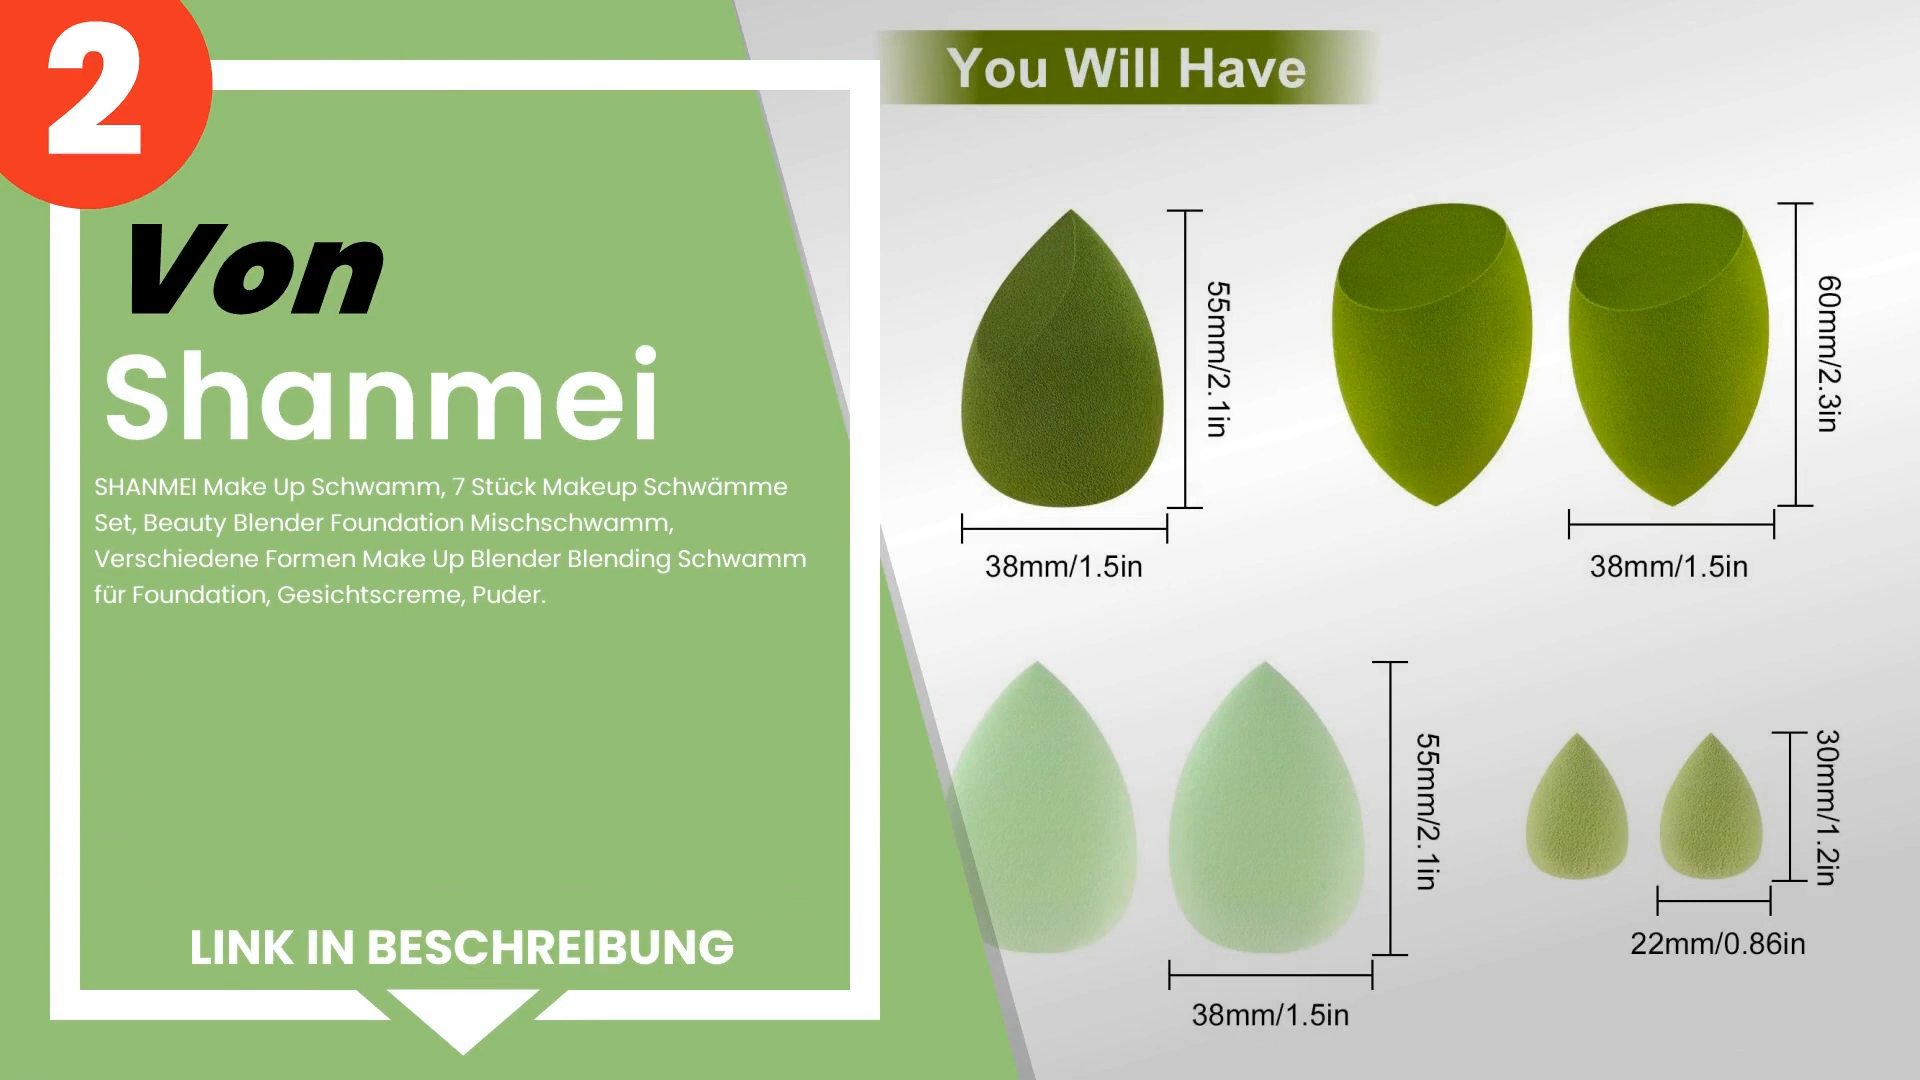 2
Von
Shanmei
SHANMEI Make Up Schwamm, 7 Stück Makeup Schwämme
Set, Beauty Blender Foundation Mischschwamm,
Verschiedene Formen Make Up Blender Blending Schwamm
für Foundation, Gesichtscreme, Puder.
LINK IN BESCHREIBUNG
You Will Have
55mm/2.1in
38mm/1.5in
60mm/2.3in
38mm/1.5in
55mm/2.1in
38mm/1.5in
30mm/1.2in
22mm/0.86in